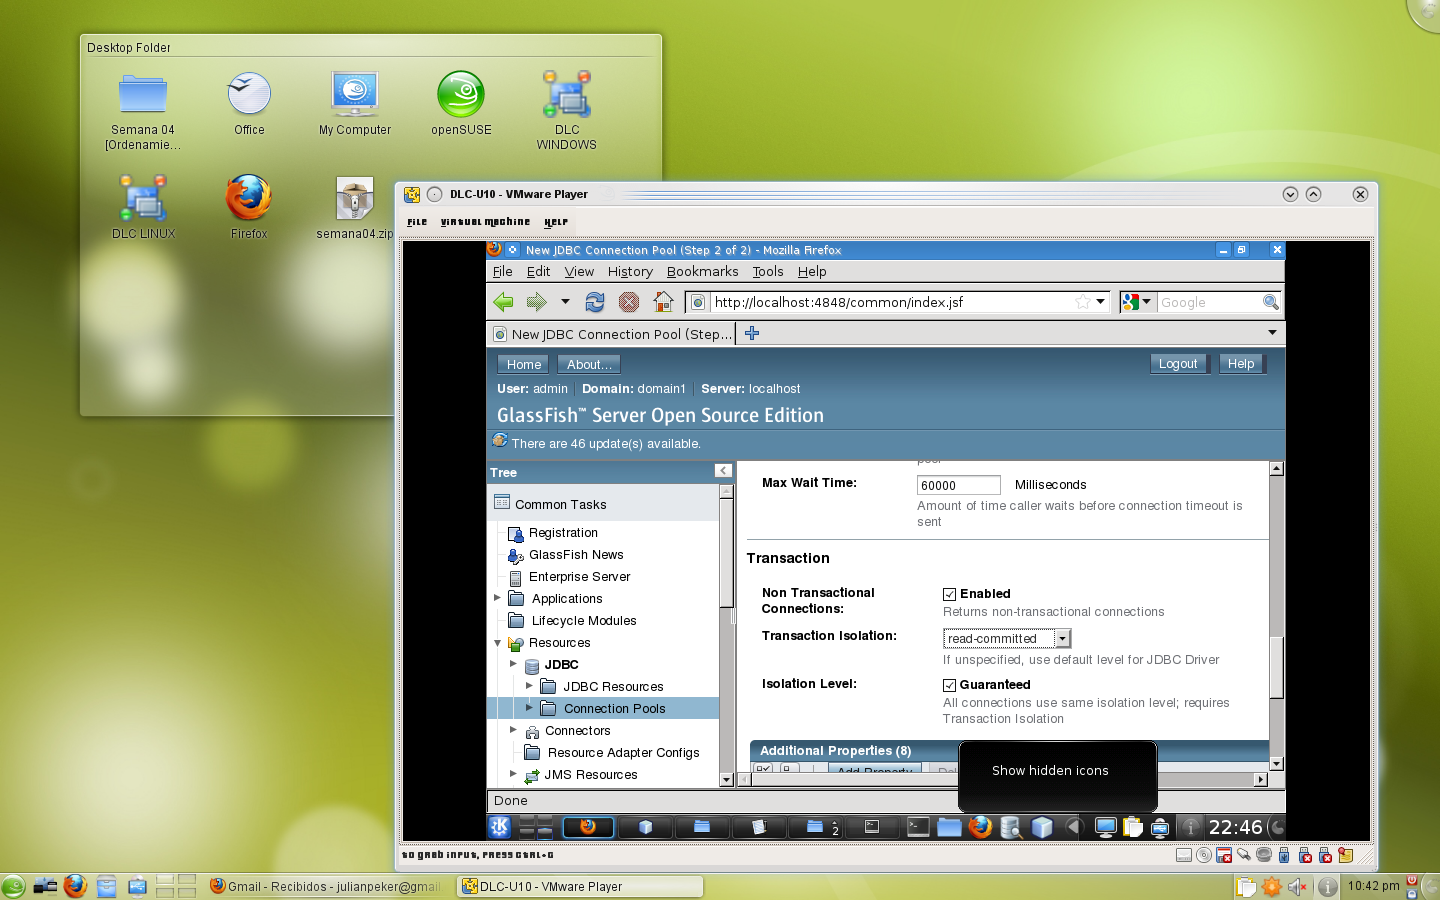 Desktop Folder
Semana 04
[Ordenamie...
Office
My Computer
openSUSE
DLC
WINDOWS
DLC LINUX
Firefox
semana04.zip
DLC-U10 - VMware Player
File Virtual Machine Help
New JDBC Connection Pool (Step 2 of 2) - Mozilla Firefox
File Edit View History Bookmarks Tools Help
http://localhost:4848/common/index.jsf
Google
New JDBC Connection Pool (Step...
Home About... Logout Help
User: admin Domain: domain1 Server: localhost
GlassFish™ Server Open Source Edition
There are 46 update(s) available.
Tree
Common Tasks
Registration
GlassFish News
Enterprise Server
Applications
Lifecycle Modules
Resources
JDBC
JDBC Resources
Connection Pools
Connectors
Resource Adapter Configs
JMS Resources
pool
Max Wait Time: 60000 Milliseconds
Amount of time caller waits before connection timeout is
sent
Transaction
Non Transactional
Connections:
Enabled
Returns non-transactional connections
Transaction Isolation: read-committed
If unspecified, use default level for JDBC Driver
Isolation Level: Guaranteed
All connections use same isolation level; requires
Transaction Isolation
Additional Properties (8)
Add Property
Show hidden icons
Done
2
22:46
To grab input, press Ctrl+G
Gmail - Recibidos - julianpeker@gmail
DLC-U10 - VMware Player
10:42 pm